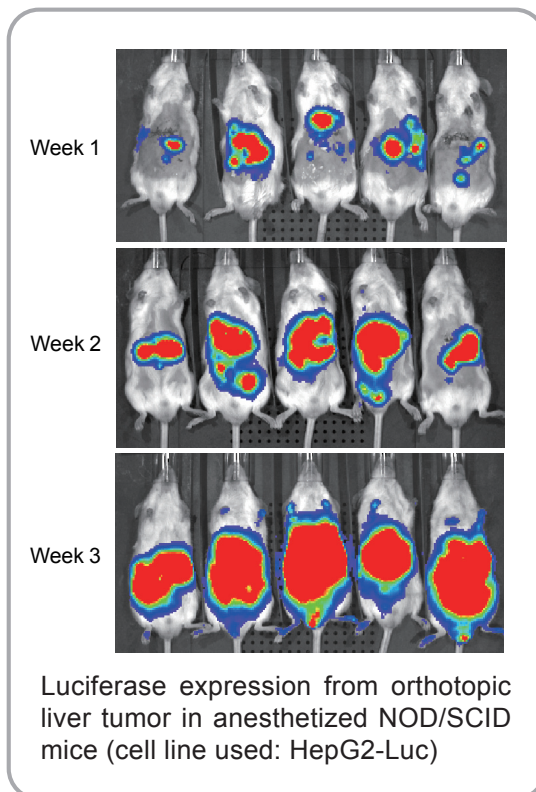 Week 1
Week 2
Week 3
Luciferase expression from orthotopic
liver tumor in anesthetized NOD/SCID
mice (cell line used: HepG2-Luc)